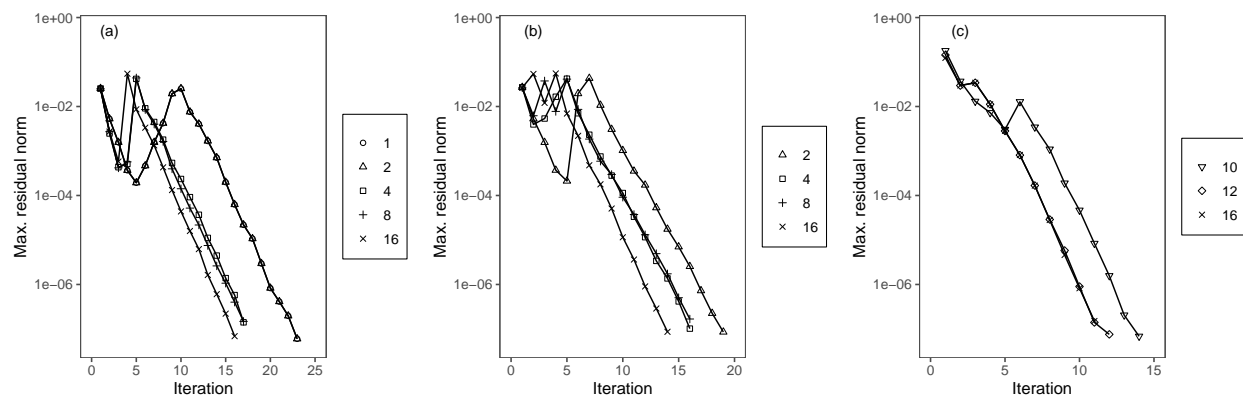 (a)
1e+00
1e−02
1e−04
1e−06
Max. residual norm
0 5 10 15 20 25
Iteration
1
2
4
8
16
(b)
1e+00
1e−02
1e−04
1e−06
Max. residual norm
0 5 10 15 20
Iteration
2
4
8
16
(c)
1e+00
1e−02
1e−04
1e−06
Max. residual norm
0 5 10 15
Iteration
10
12
16